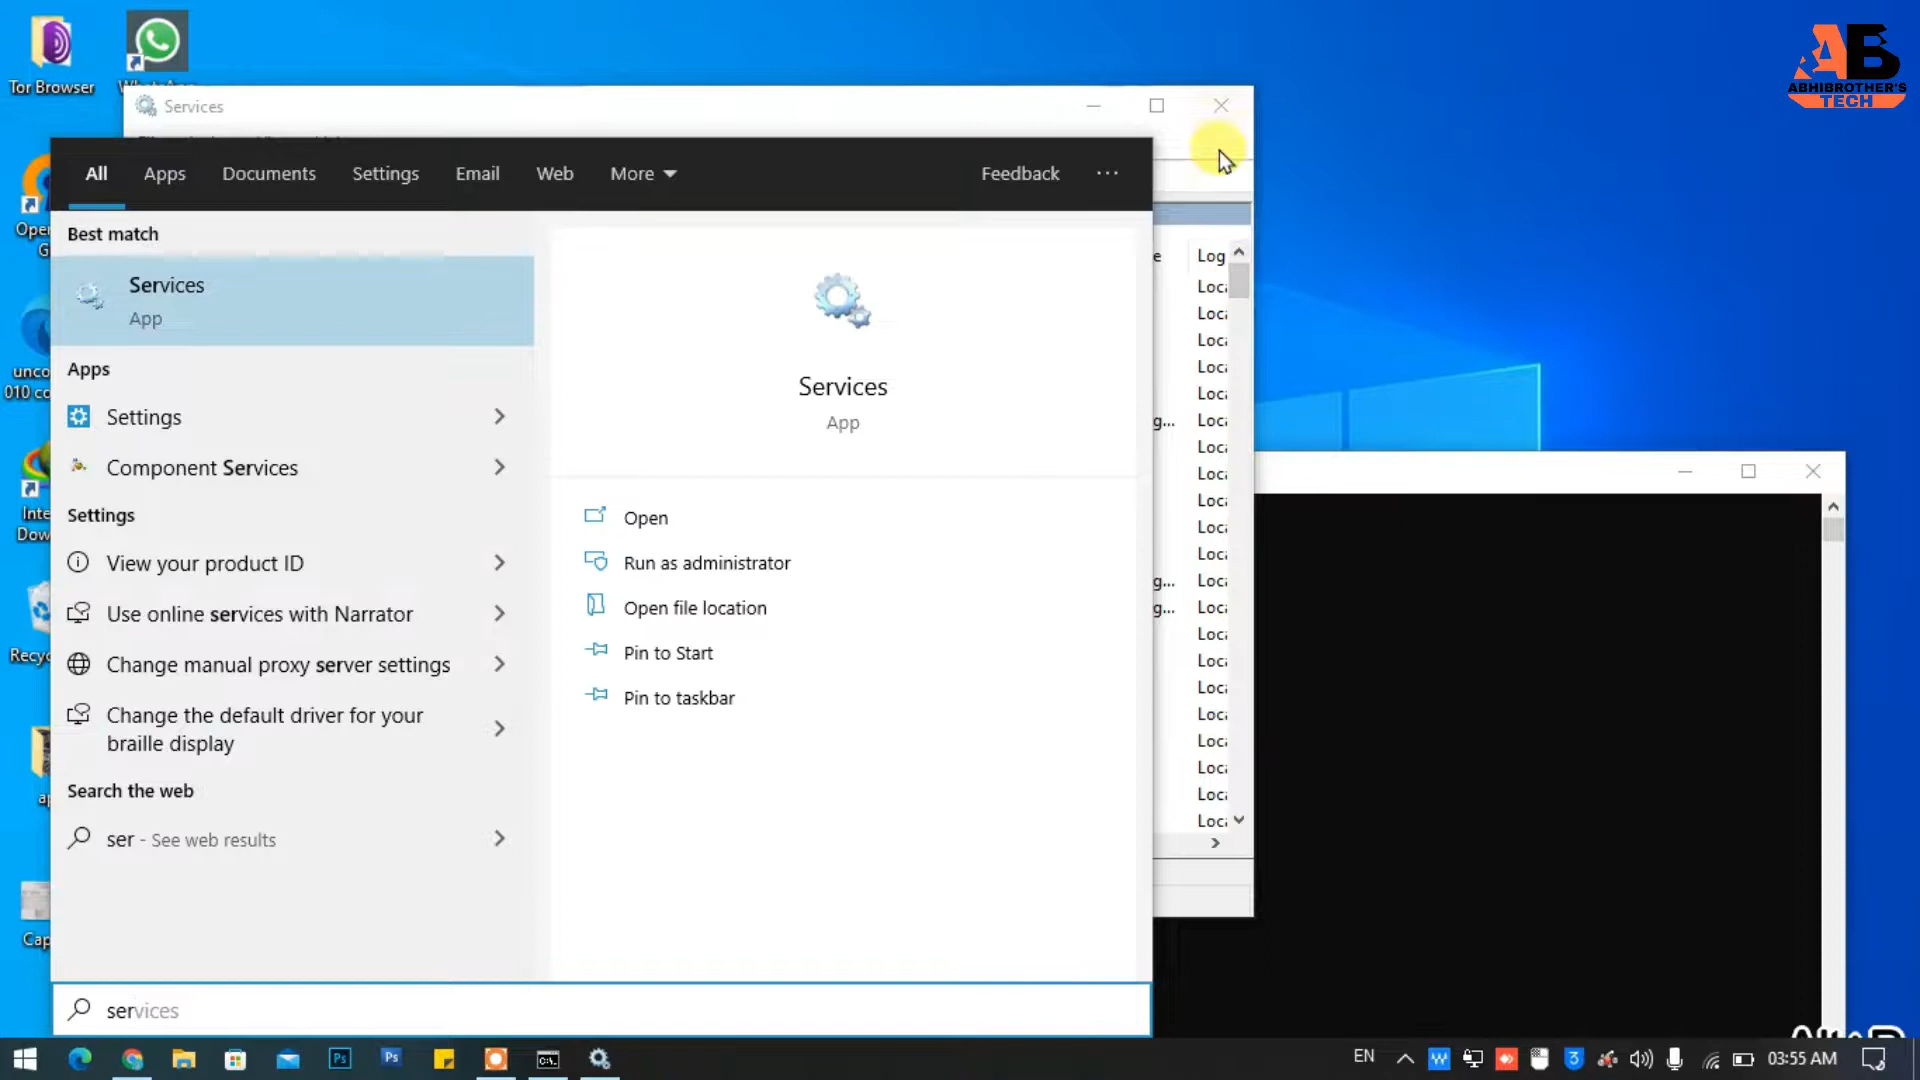 Tor Browser
AB
ABHIBROTHER'S
TECH
Services
All
Apps
Documents
Settings
Email
Web
More
Feedback
Best match
Services
App
Apps
Settings
Component Services
Settings
View your product ID
Use online services with Narrator
Change manual proxy server settings
Change the default driver for your
braille display
Search the web
ser - See web results
Services
App
Open
Run as administrator
Open file location
Pin to Start
Pin to taskbar
services
EN
03:55 AM